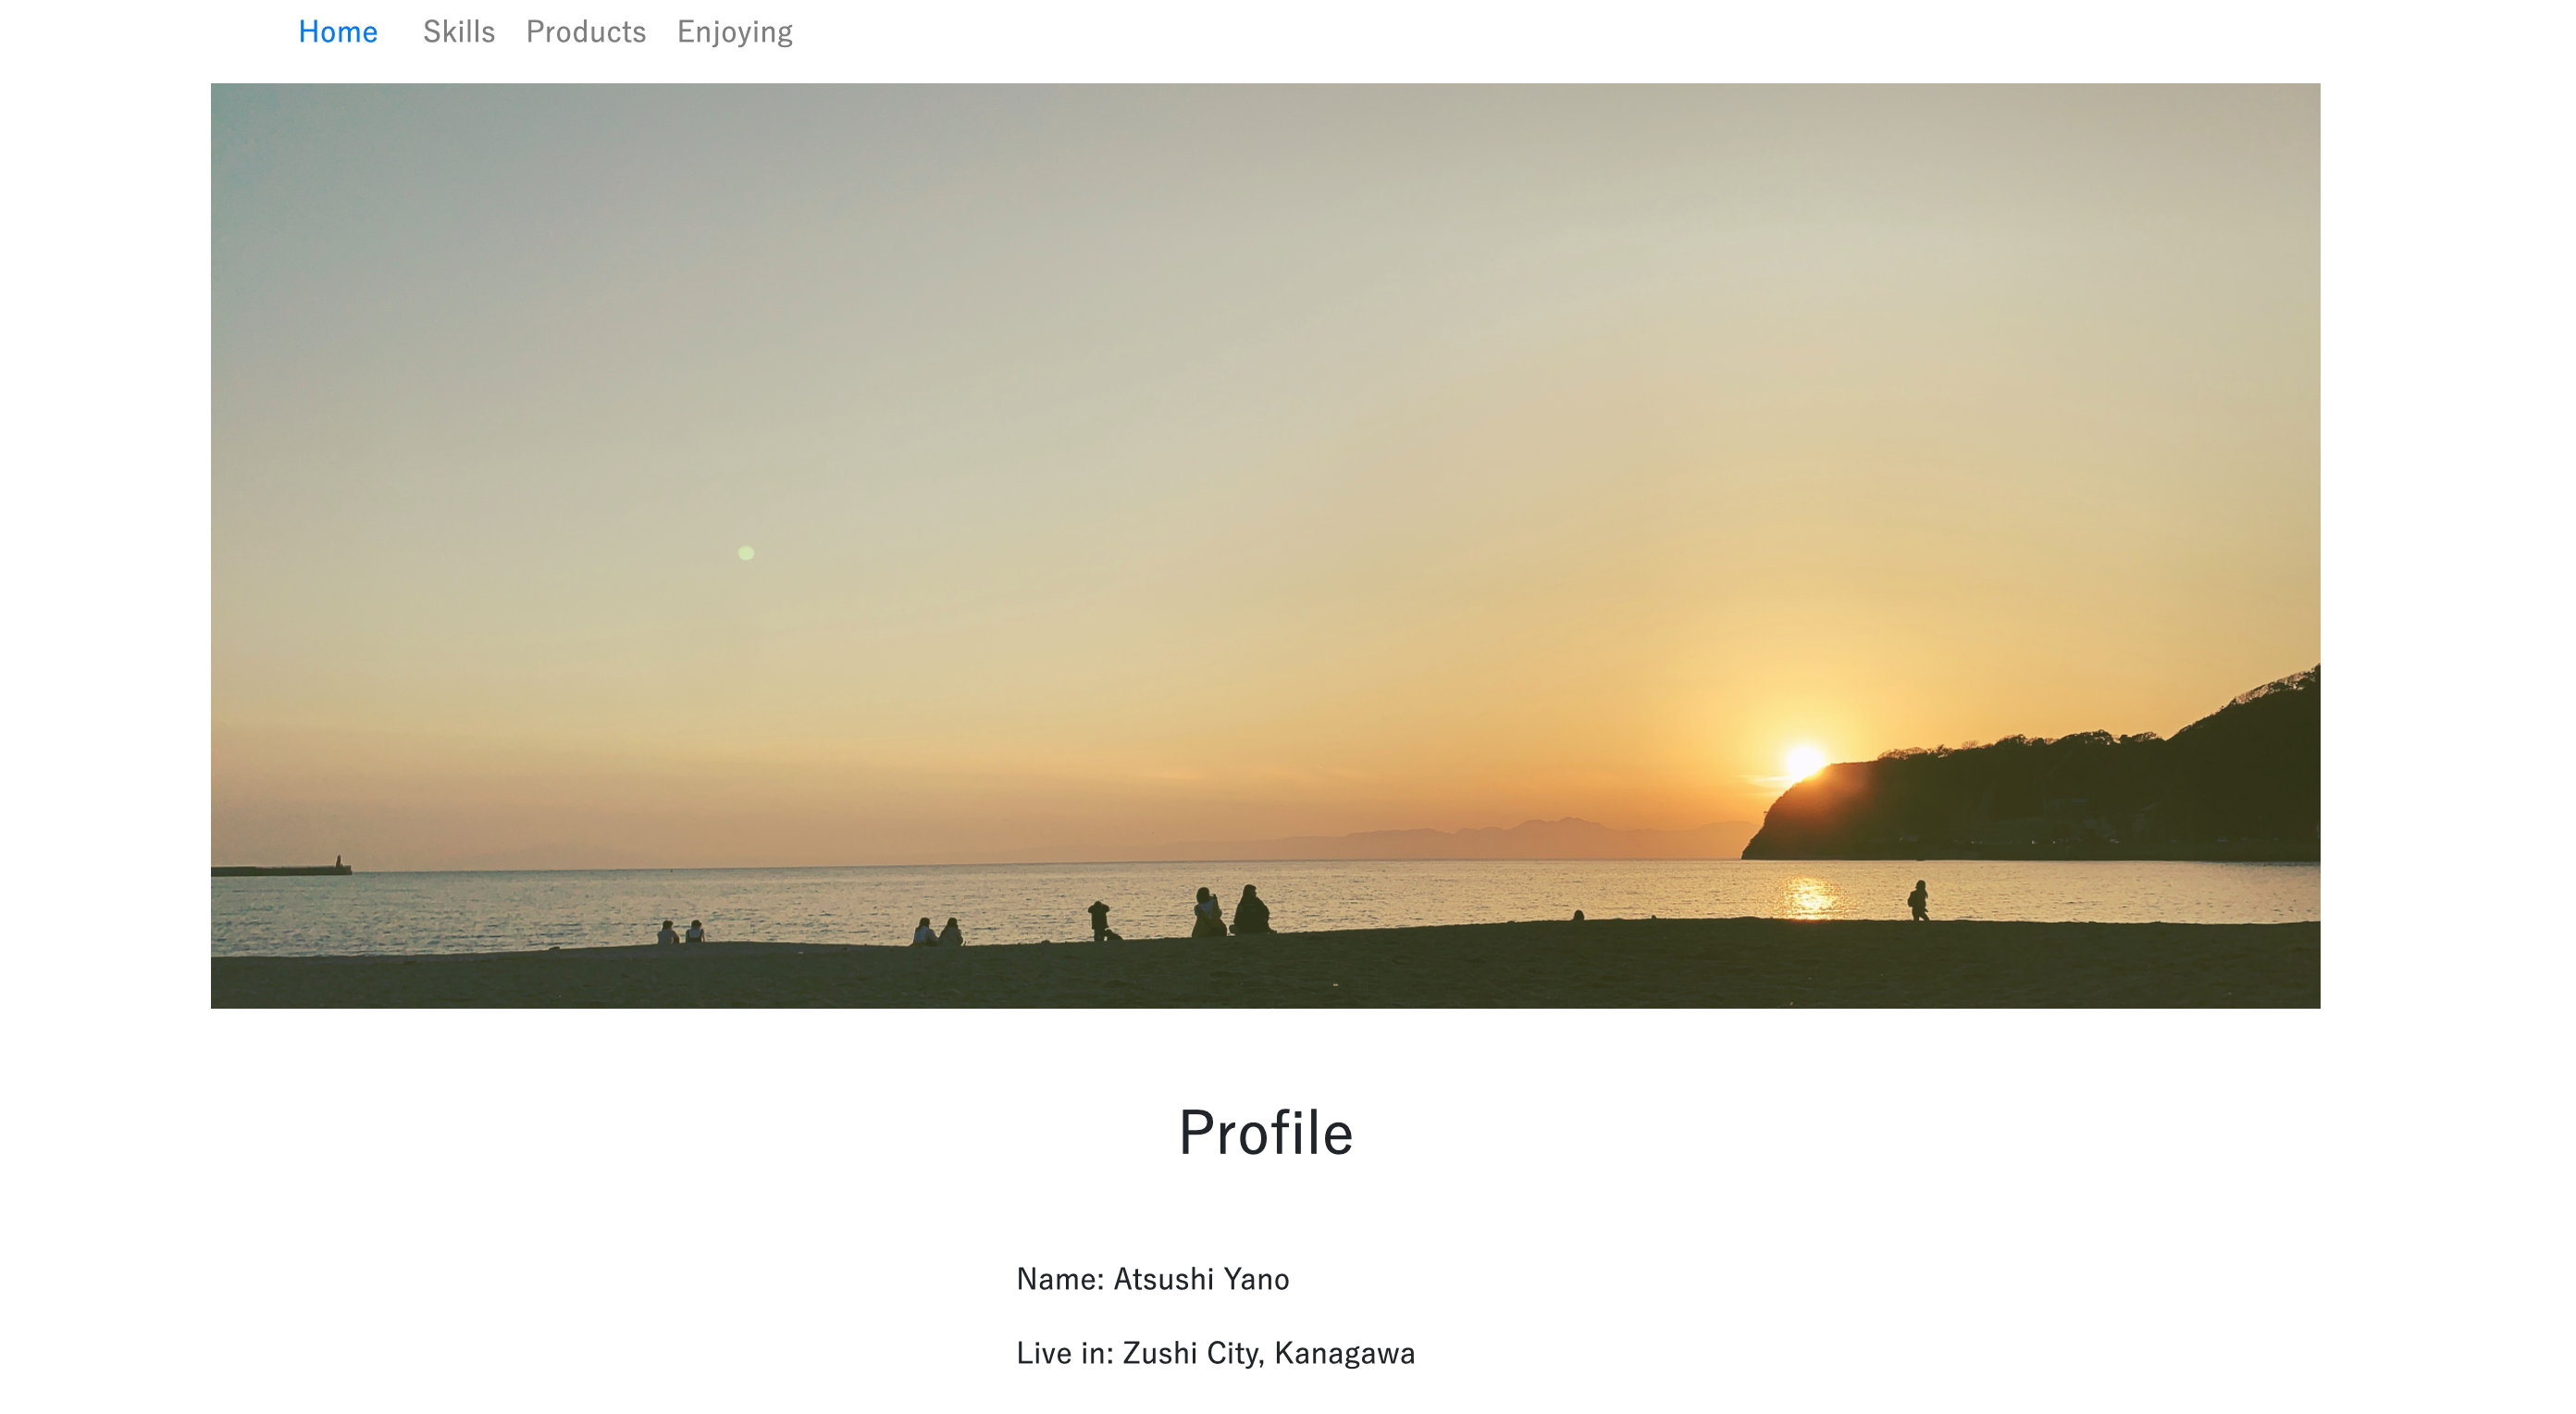 Home Skills Products Enjoying
Profile
Name: Atsushi Yano
Live in: Zushi City, Kanagawa